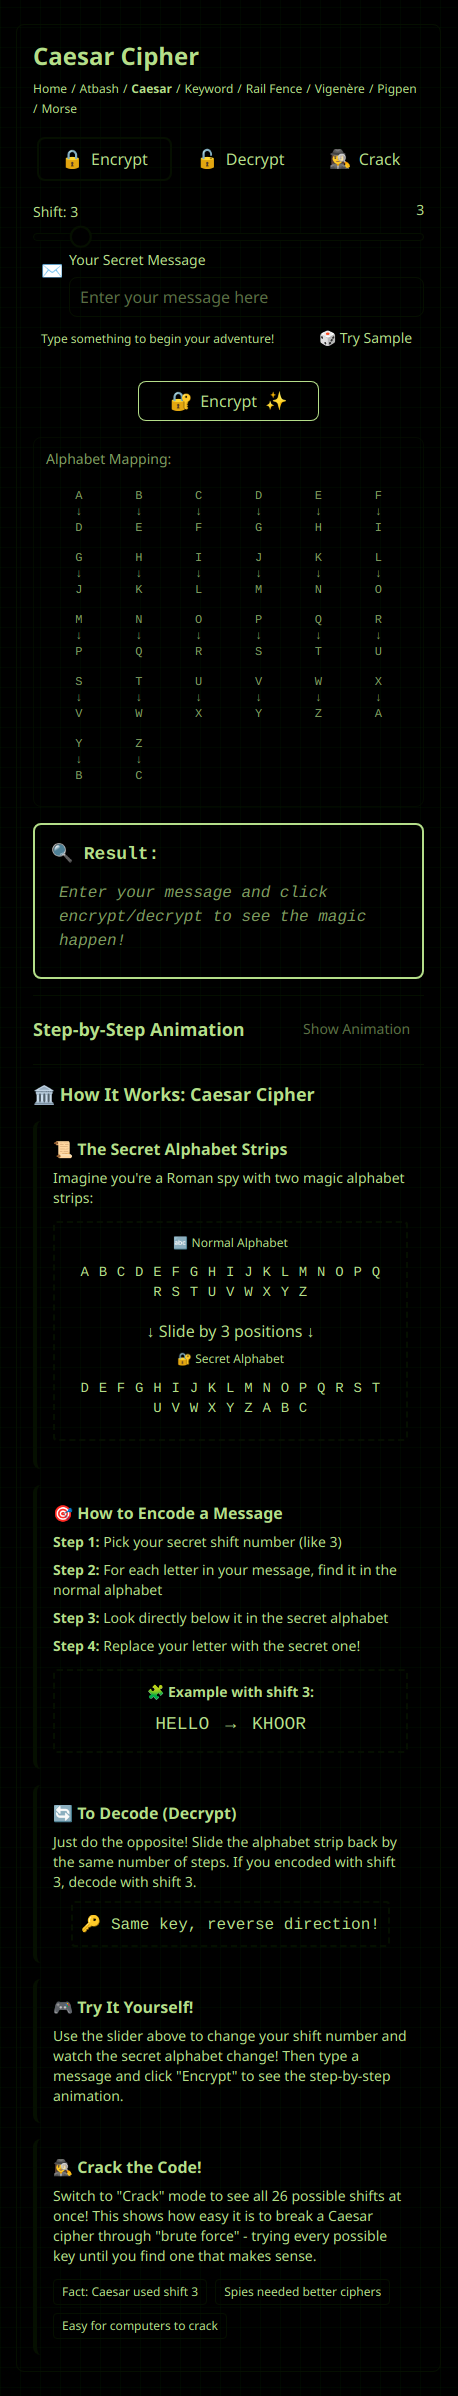 Caesar Cipher
Home / Atbash / Caesar / Keyword / Rail Fence / Vigenère / Pigpen
/ Morse
🔒 Encrypt 🔓 Decrypt 🕵️ Crack
Shift: 3 3
✉️ Your Secret Message
Enter your message here
Type something to begin your adventure! 🎲 Try Sample
🔐 Encrypt ✨
Alphabet Mapping:
A B C D E F
↓ ↓ ↓ ↓ ↓ ↓
D E F G H I
G H I J K L
↓ ↓ ↓ ↓ ↓ ↓
J K L M N O
M N O P Q R
↓ ↓ ↓ ↓ ↓ ↓
P Q R S T U
S T U V W X
↓ ↓ ↓ ↓ ↓ ↓
V W X Y Z A
Y Z
↓ ↓
B C
🔍 Result:
Enter your message and click
encrypt/decrypt to see the magic
happen!
Step-by-Step Animation Show Animation
🏛️ How It Works: Caesar Cipher
📜 The Secret Alphabet Strips
Imagine you're a Roman spy with two magic alphabet
strips:
🔤 Normal Alphabet
A B C D E F G H I J K L M N O P Q
R S T U V W X Y Z
↓ Slide by 3 positions ↓
🔐 Secret Alphabet
D E F G H I J K L M N O P Q R S T
U V W X Y Z A B C
🎯 How to Encode a Message
Step 1: Pick your secret shift number (like 3)
Step 2: For each letter in your message, find it in the
normal alphabet
Step 3: Look directly below it in the secret alphabet
Step 4: Replace your letter with the secret one!
🧩 Example with shift 3:
HELLO → KHOOR
🔄 To Decode (Decrypt)
Just do the opposite! Slide the alphabet strip back by
the same number of steps. If you encoded with shift
3, decode with shift 3.
🔑 Same key, reverse direction!
🎮 Try It Yourself!
Use the slider above to change your shift number and
watch the secret alphabet change! Then type a
message and click "Encrypt" to see the step-by-step
animation.
🕵️ Crack the Code!
Switch to "Crack" mode to see all 26 possible shifts at
once! This shows how easy it is to break a Caesar
cipher through "brute force" - trying every possible
key until you find one that makes sense.
Fact: Caesar used shift 3 Spies needed better ciphers
Easy for computers to crack